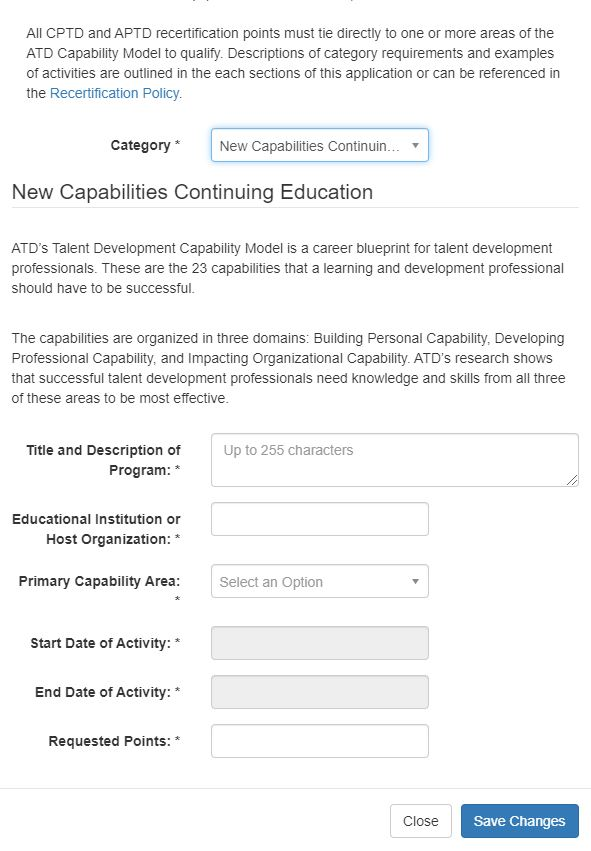 All CPTD and APTD recertification points must tie directly to one or more areas of the
ATD Capability Model to qualify. Descriptions of category requirements and examples
of activities are outlined in the each sections of this application or can be referenced in
the Recertification Policy.
Category *
New Capabilities Continuin...
New Capabilities Continuing Education
ATD's Talent Development Capability Model is a career blueprint for talent development
professionals. These are the 23 capabilities that a learning and development professional
should have to be successful.
The capabilities are organized in three domains: Building Personal Capability, Developing
Professional Capability, and Impacting Organizational Capability. ATD's research shows
that successful talent development professionals need knowledge and skills from all three
of these areas to be most effective.
Title and Description of
Program: *
Up to 255 characters
Educational Institution or
Host Organization: *
Primary Capability Area:
*
Select an Option
Start Date of Activity: *
End Date of Activity: *
Requested Points: *
Close
Save Changes